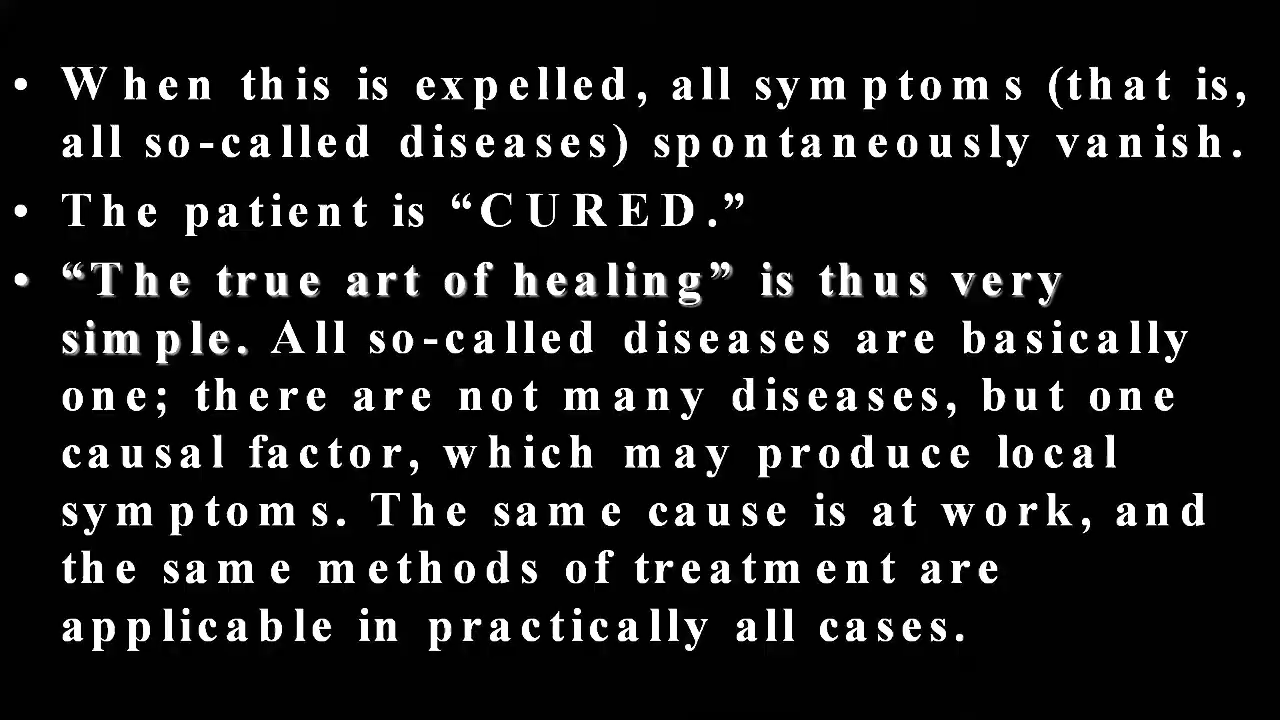 • When this is expelled, all symptoms (that is,
all so-called diseases) spontaneously vanish.
• The patient is “CURED.”
• “The true art of healing” is thus very
simple. All so-called diseases are basically
one; there are not many diseases, but one
causal factor, which may produce local
symptoms. The same cause is at work, and
the same methods of treatment are
applicable in practically all cases.